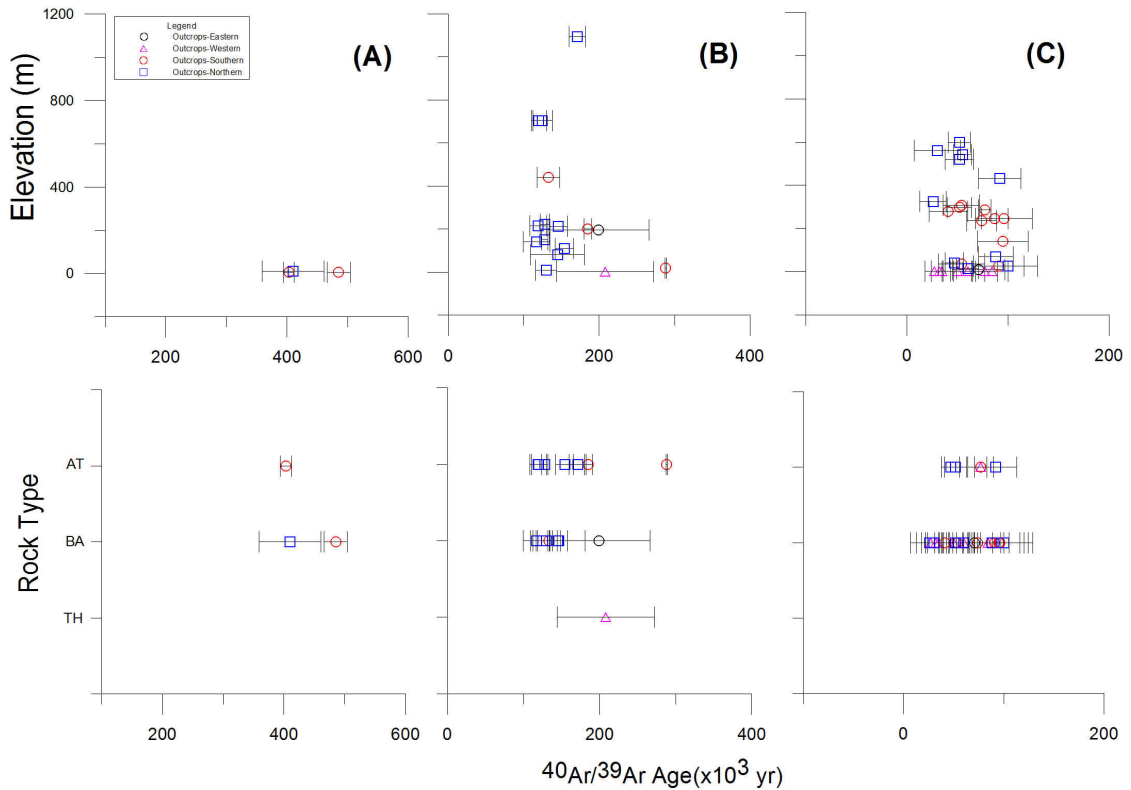 1200
800
400
0
Elevation (m)
Legend
Outcrops-Eastern
Outcrops-Western
Outcrops-Southern
Outcrops-Northern
(A)
(B)
(C)
200
400
600
0
200
400
0
200
AT
BA
TH
Rock Type
200
400
600
0
200
400
0
200
⁴⁰Ar/³⁹Ar Age(x10³ yr)